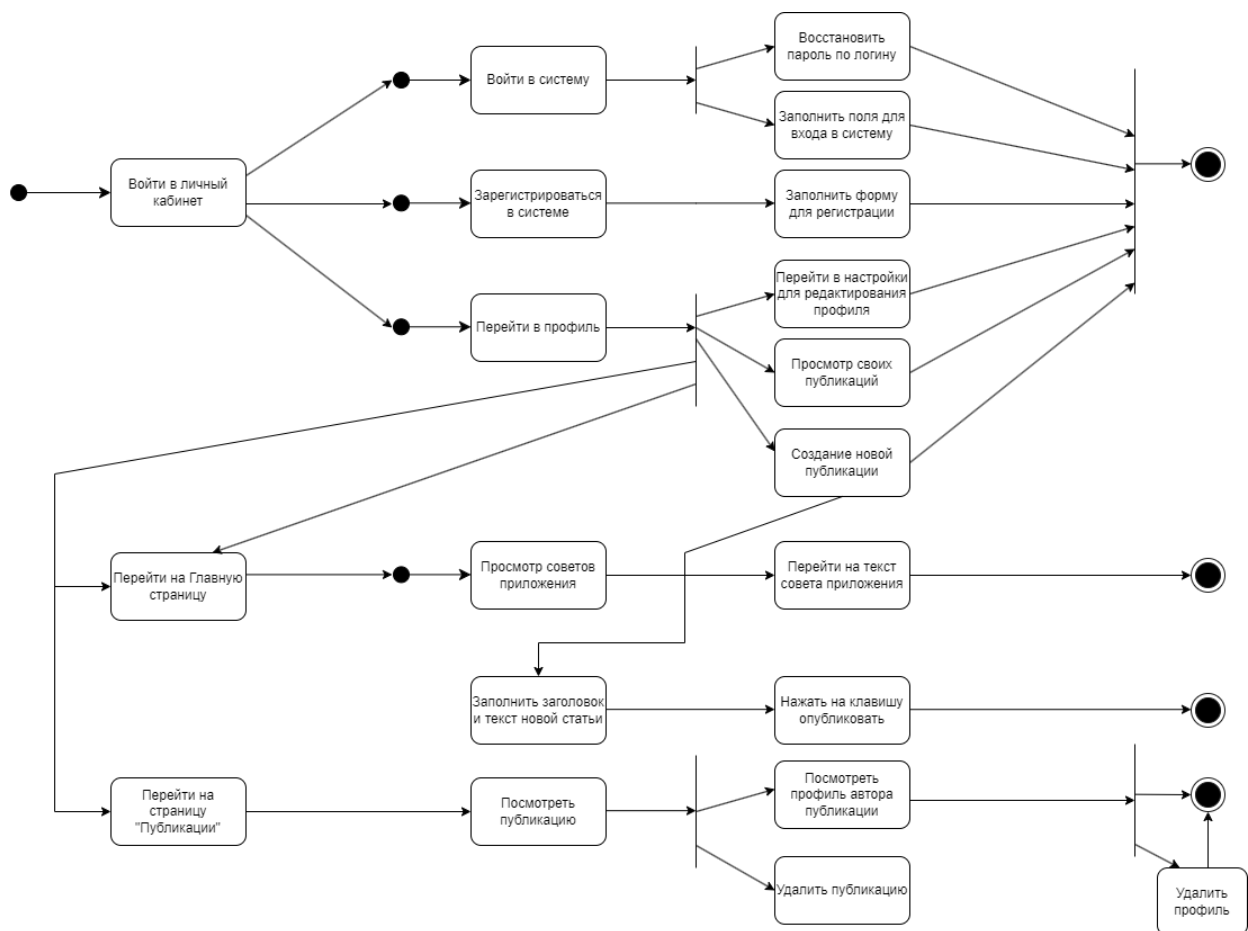 Восстановить
пароль по логину
Войти в систему
Заполнить поля для
входа в систему
Войти в личный
кабинет
Зарегистрироваться
в системе
Заполнить форму
для регистрации
Перейти в настройки
для редактирования
профиля
Перейти в профиль
Просмотр своих
публикаций
Создание новой
публикации
Перейти на Главную
страницу
Просмотр советов
приложения
Перейти на текст
совета приложения
Заполнить заголовок
и текст новой статьи
Нажать на клавишу
опубликовать
Перейти на
страницу
"Публикации"
Посмотреть
публикацию
Посмотреть
профиль автора
публикации
Удалить публикацию
Удалить
профиль